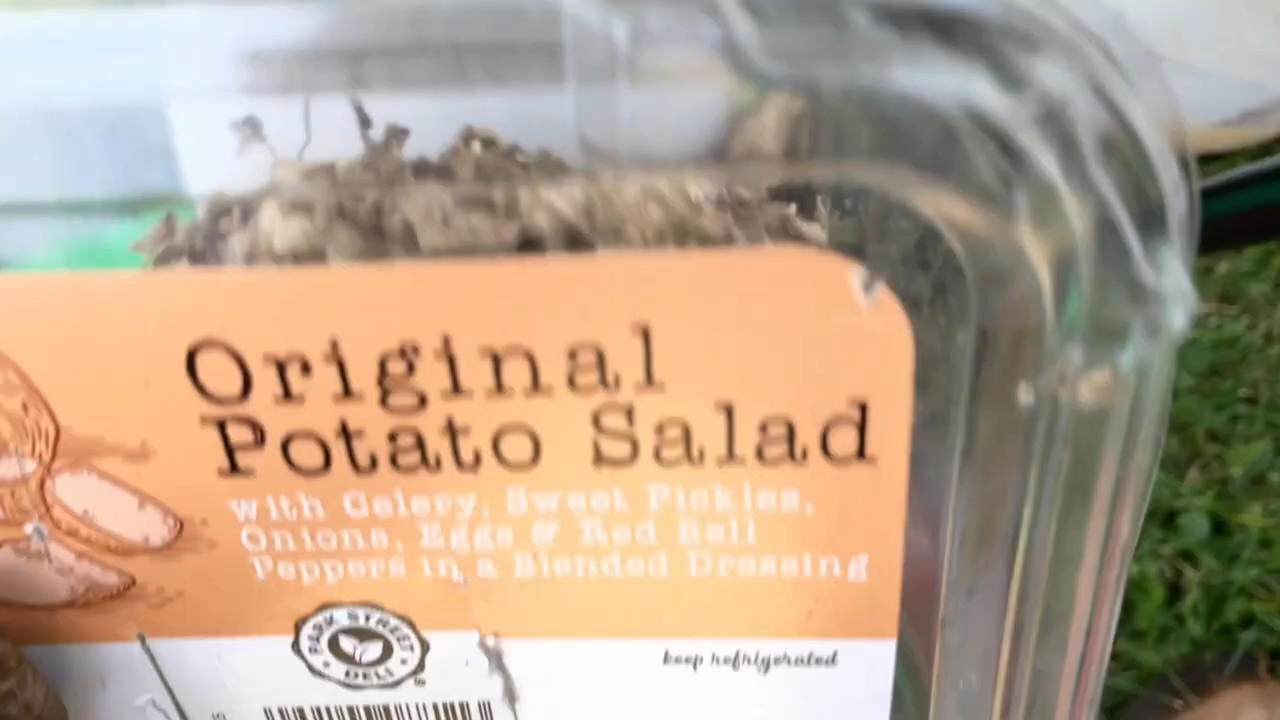 Original
Potato Salad
with Celery, Sweet Pickles,
Onions, Eggs & Red Bell
Peppers in a Blended Dressing
PARK STREET
DELI
®
keep refrigerated